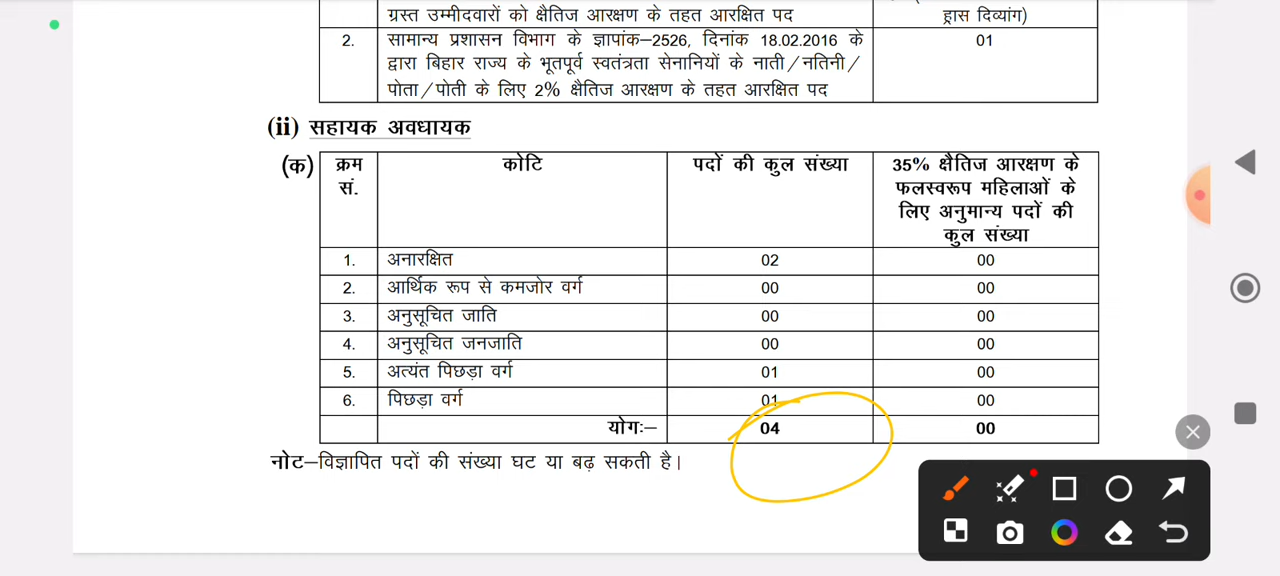 ग्रस्त उम्मीदवारों को क्षैतिज आरक्षण के तहत आरक्षित पद
ह्रास दिव्यांग)
2. सामान्य प्रशासन विभाग के ज्ञापांक–2526, दिनांक 18.02.2016 के 01
द्वारा बिहार राज्य के भूतपूर्व स्वतंत्रता सेनानियों के नाती/नतिनी/
पोता/पोती के लिए 2% क्षैतिज आरक्षण के तहत आरक्षित पद
(ii) सहायक अवधायक
(क) क्रम सं. कोटि पदों की कुल संख्या 35% क्षैतिज आरक्षण के
फलस्वरूप महिलाओं के
लिए अनुमान्य पदों की
कुल संख्या
1. अनारक्षित 02 00
2. आर्थिक रूप से कमजोर वर्ग 00 00
3. अनुसूचित जाति 00 00
4. अनुसूचित जनजाति 00 00
5. अत्यंत पिछड़ा वर्ग 01 00
6. पिछड़ा वर्ग 01 00
योगः– 04 00
नोट–विज्ञापित पदों की संख्या घट या बढ़ सकती है।